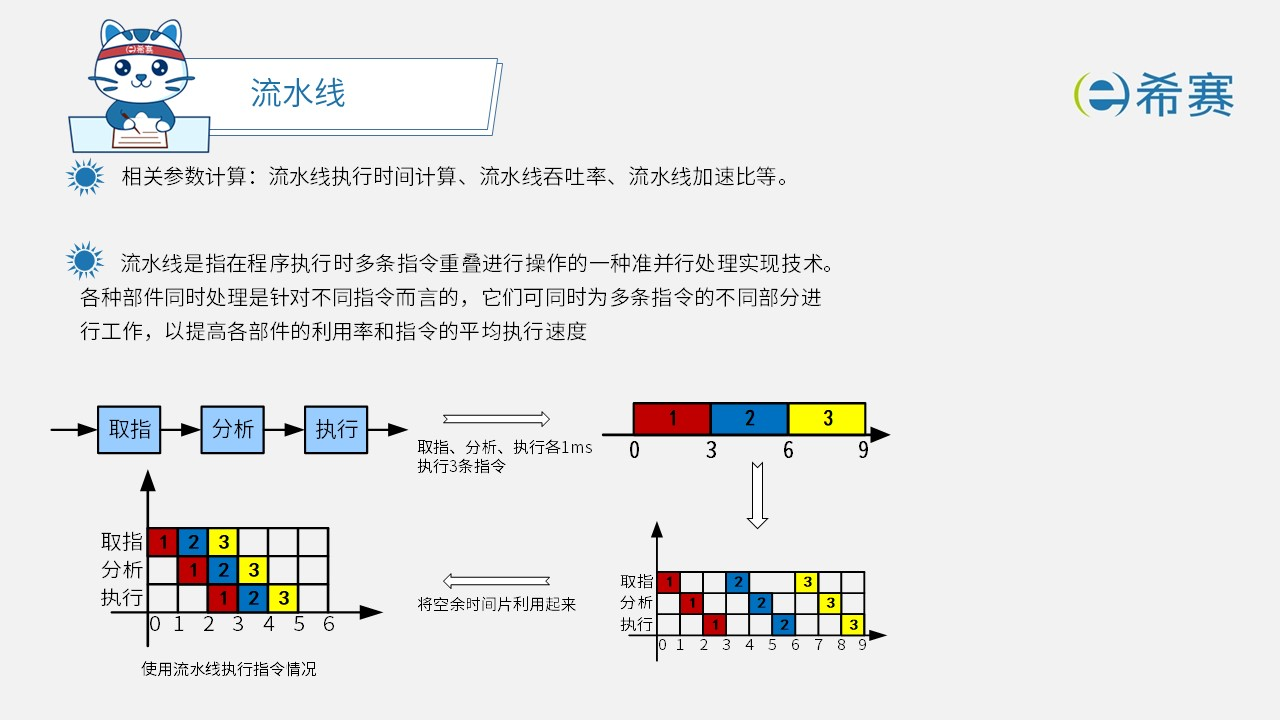 希赛
流水线
希赛
相关参数计算：流水线执行时间计算、流水线吞吐率、流水线加速比等。
流水线是指在程序执行时多条指令重叠进行操作的一种准并行处理实现技术。
各种部件同时处理是针对不同指令而言的，它们可同时为多条指令的不同部分进
行工作，以提高各部件的利用率和指令的平均执行速度
取指 分析 执行
取指、分析、执行各1ms
执行3条指令
1 2 3
0 3 6 9
取指 1 2 3
分析 1 2 3
执行 1 2 3
0 1 2 3 4 5 6
使用流水线执行指令情况
将空余时间片利用起来
取指 1 2 3
分析 1 2 3
执行 1 2 3
0 1 2 3 4 5 6 7 8 9